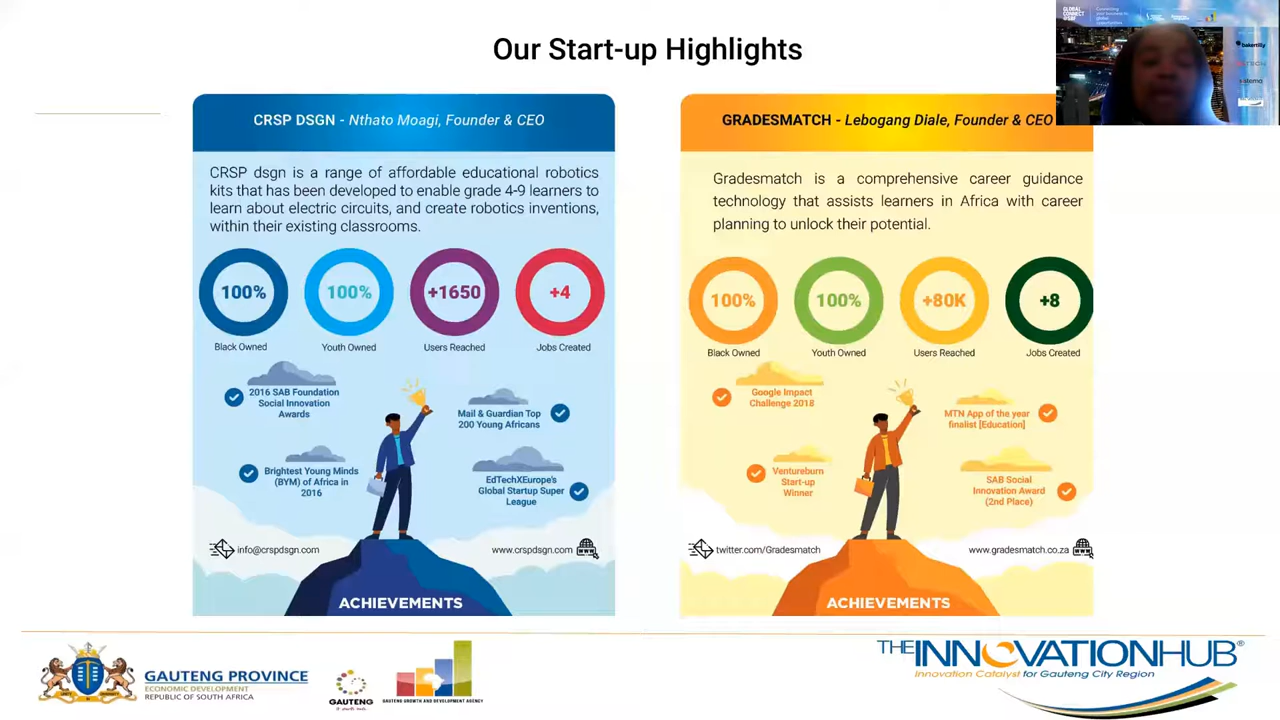 Our Start-up Highlights
GLOBAL
CONNECT
bakertilly
CRSP DSGN - Nthato Moagi, Founder & CEO
CRSP dsgn is a range of affordable educational robotics
kits that has been developed to enable grade 4-9 learners to
learn about electric circuits, and create robotics inventions,
within their existing classrooms.
100%
100%
+1650
+4
Black Owned
Youth Owned
Users Reached
Jobs Created
2016 SAB Foundation
Social Innovation
Awards
Mail & Guardian Top
200 Young Africans
Brightest Young Minds
(BYM) of Africa in
2016
EdTechXEurope's
Global Startup Super
League
info@crspdsgn.com
www.crspdsgn.com
WWW
ACHIEVEMENTS
GRADESMATCH - Lebogang Diale, Founder & CEO
Gradesmatch is a comprehensive career guidance
technology that assists learners in Africa with career
planning to unlock their potential.
100%
100%
+80K
+8
Black Owned
Youth Owned
Users Reached
Jobs Created
Google Impact
Challenge 2018
MTN App of the year
finalist [Education]
Ventureburn
Start-up
Winner
SAB Social
Innovation Award
(2nd Place)
twitter.com/Gradesmatch
www.gradesmatch.co.za
WWW
ACHIEVEMENTS
GAUTENG PROVINCE
ECONOMIC DEVELOPMENT
REPUBLIC OF SOUTH AFRICA
GAUTENG
GAUTENG GROWTH AND DEVELOPMENT AGENCY
THE INNOVATION HUB®
Innovation Catalyst for Gauteng City Region